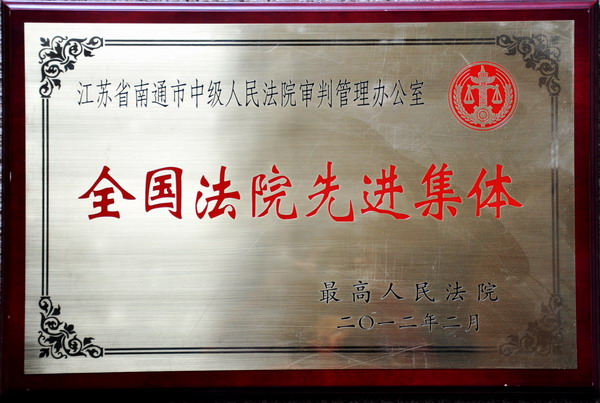 江苏省南通市中级人民法院审判管理办公室
全国法院先进集体
最高人民法院
二〇一二年二月